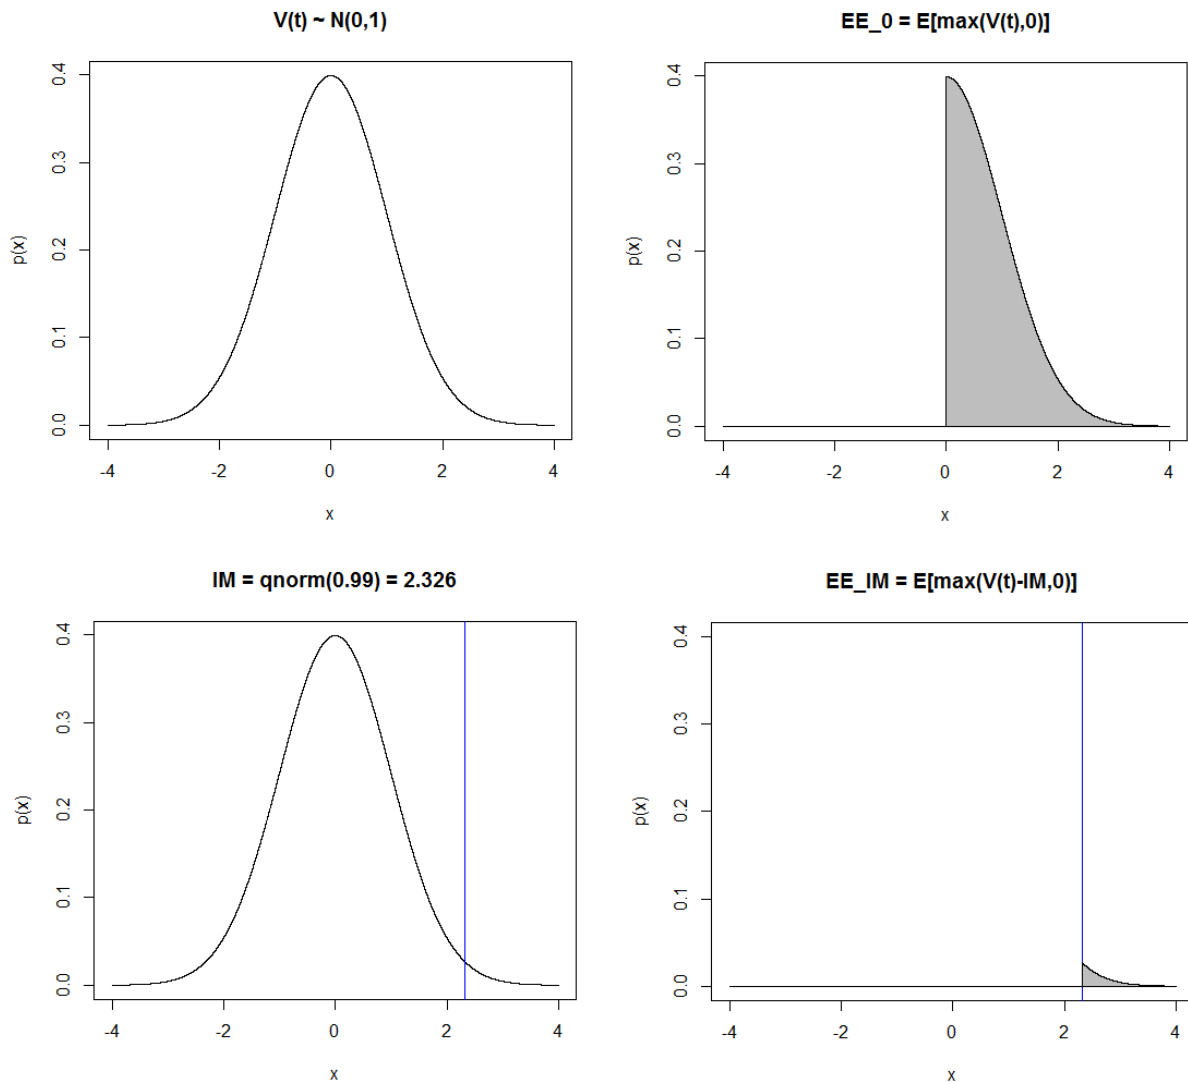 V(t) ~ N(0,1)
0.4
0.3
0.2
0.1
0.0
p(x)
-4 -2 0 2 4
x
EE_0 = E[max(V(t),0)]
0.4
0.3
0.2
0.1
0.0
p(x)
-4 -2 0 2 4
x
IM = qnorm(0.99) = 2.326
0.4
0.3
0.2
0.1
0.0
p(x)
-4 -2 0 2 4
x
EE_IM = E[max(V(t)-IM,0)]
0.4
0.3
0.2
0.1
0.0
p(x)
-4 -2 0 2 4
x